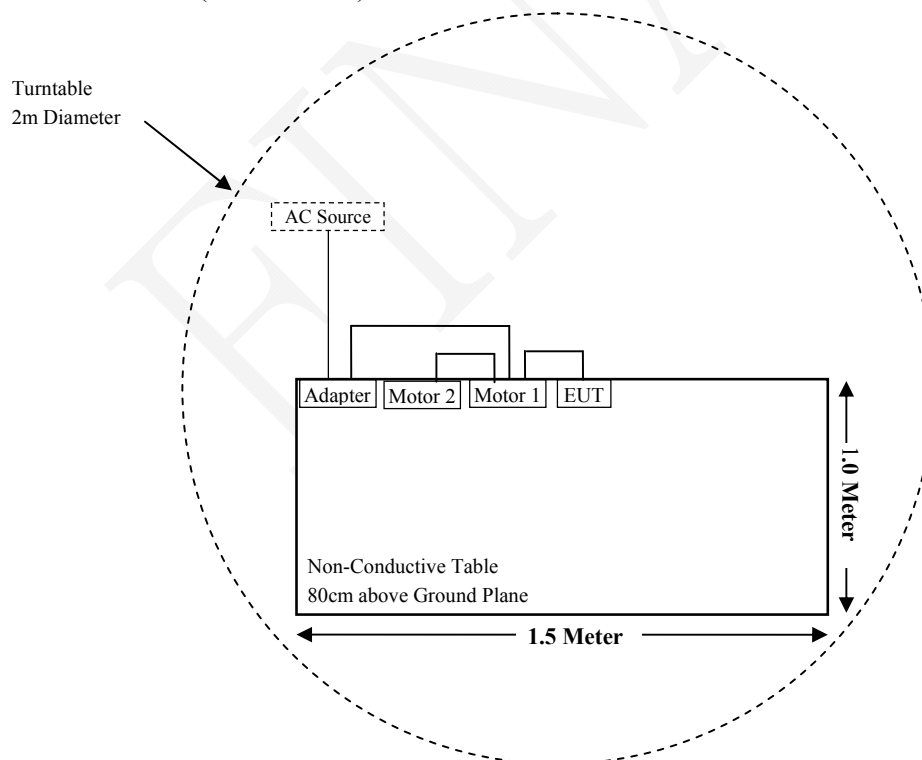 Turntable
2m Diameter
AC Source
Adapter
Motor 2
Motor 1
EUT
1.0 Meter
Non-Conductive Table
80cm above Ground Plane
1.5 Meter